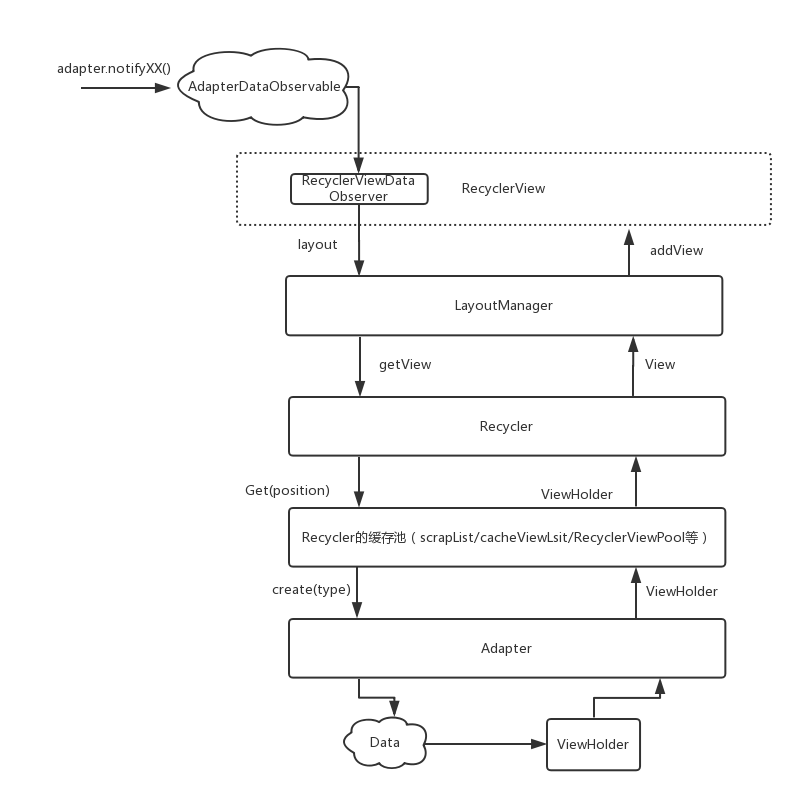 adapter.notifyXX()
AdapterDataObservable
RecyclerViewData
Observer
RecyclerView
layout
addView
LayoutManager
getView
View
Recycler
Get(position)
ViewHolder
Recycler的缓存池（scrapList/cacheViewLsit/RecyclerViewPool等）
create(type)
ViewHolder
Adapter
Data
ViewHolder